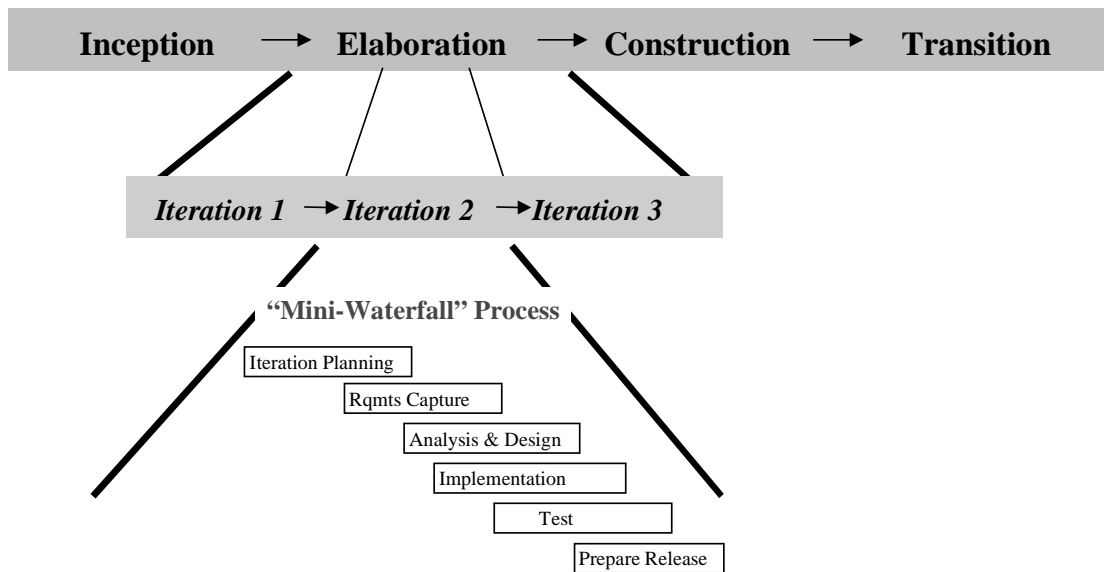 Inception Elaboration Construction Transition
Iteration 1 Iteration 2 Iteration 3
“Mini-Waterfall” Process
Iteration Planning
Rqmts Capture
Analysis & Design
Implementation
Test
Prepare Release